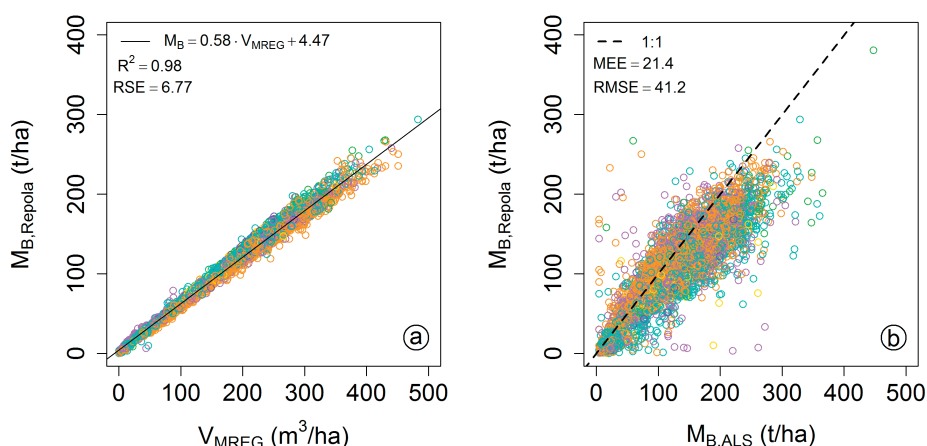 M_B = 0.58 · V_MREG + 4.47
R² = 0.98
RSE = 6.77
M_B,Repola (t/ha)
0
100
200
300
400
0 100 200 300 400 500
V_MREG (m³/ha)
a
1:1
MEE = 21.4
RMSE = 41.2
M_B,Repola (t/ha)
0
100
200
300
400
0 100 200 300 400 500
M_B,ALS (t/ha)
b